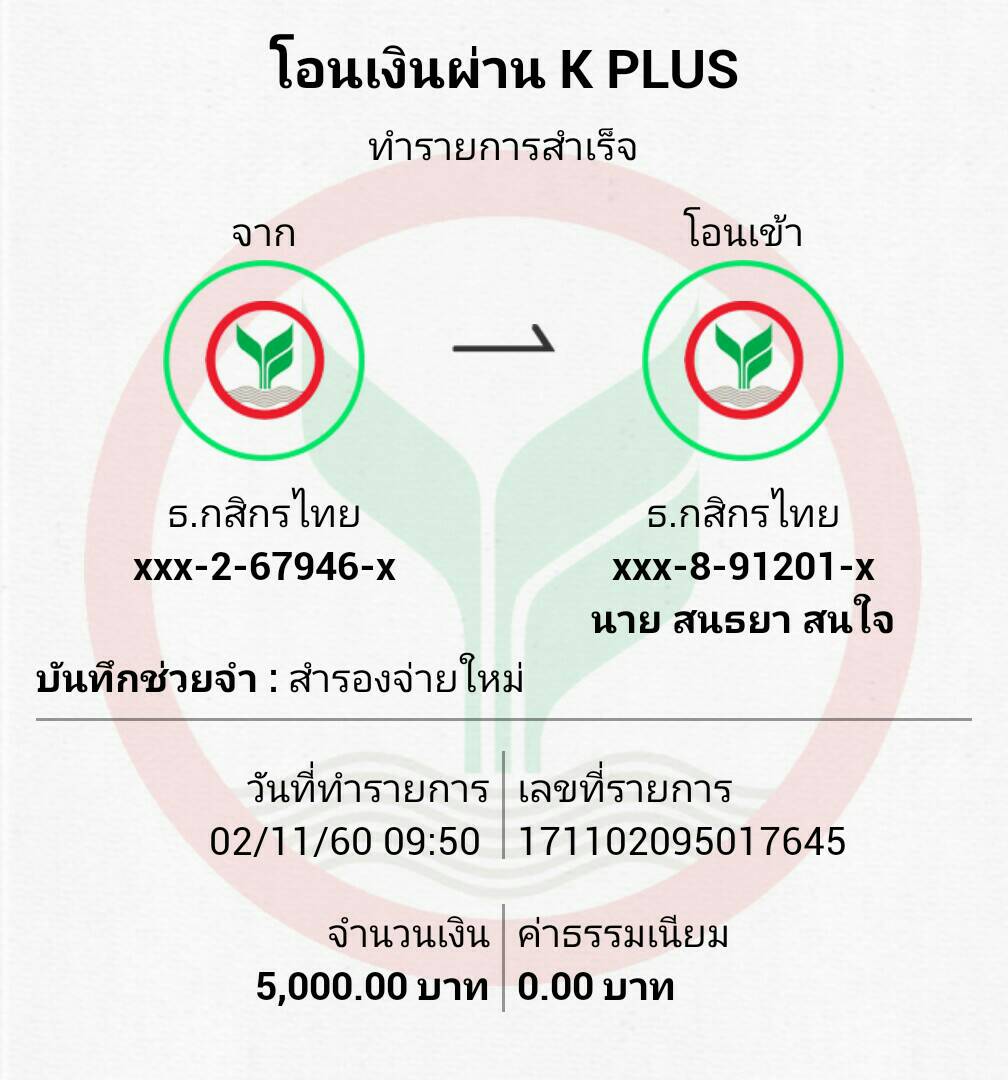 โอนเงินผ่าน K PLUS
ทำรายการสำเร็จ
จาก
โอนเข้า
ธ.กสิกรไทย
xxx-2-67946-x
ธ.กสิกรไทย
xxx-8-91201-x
นาย สนธยา สนใจ
บันทึกช่วยจำ : สำรองจ่ายใหม่
วันที่ทำรายการ
02/11/60 09:50
เลขที่รายการ
171102095017645
จำนวนเงิน
5,000.00 บาท
ค่าธรรมเนียม
0.00 บาท